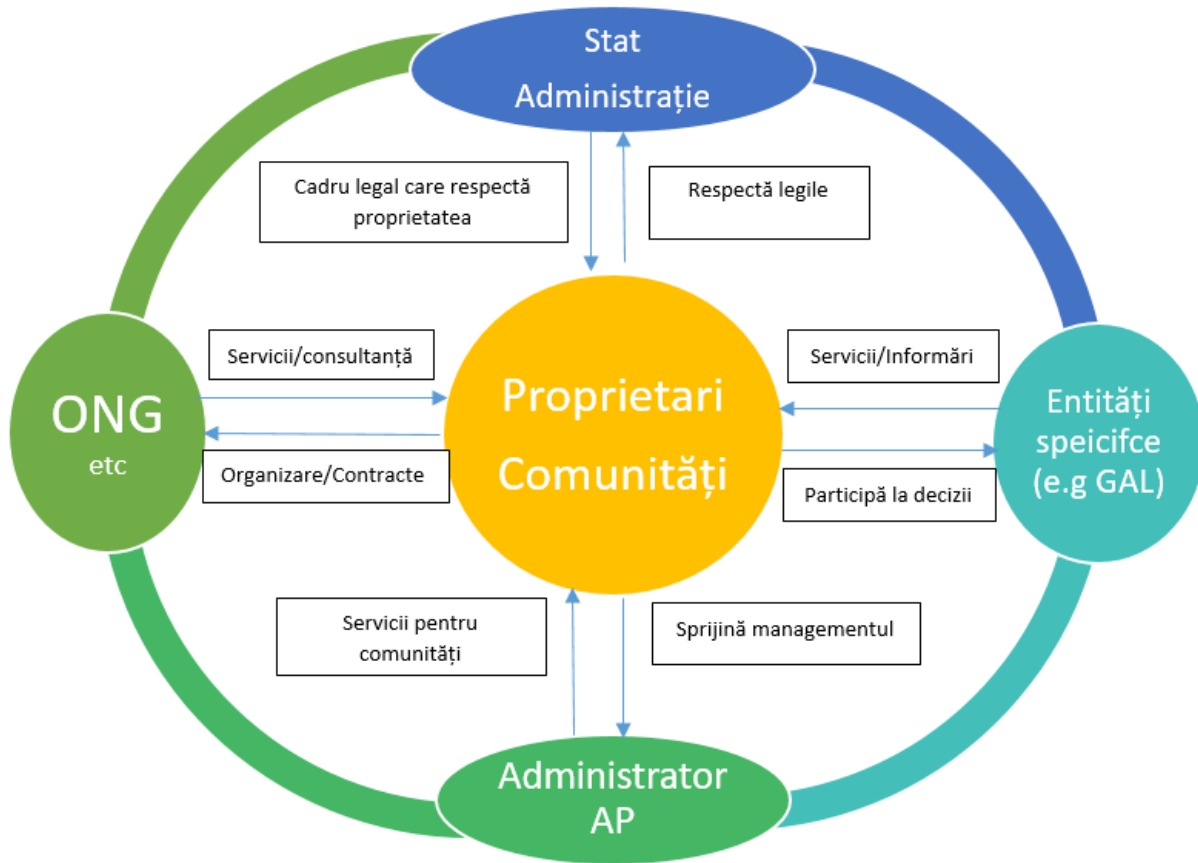 Stat
Administrație
Cadru legal care respectă
proprietatea
Respectă legile
ONG
etc
Servicii/consultanță
Organizare/Contracte
Proprietari
Comunități
Servicii/Informări
Participă la decizii
Entități
speicifce
(e.g GAL)
Servicii pentru
comunități
Sprijină managementul
Administrator
AP